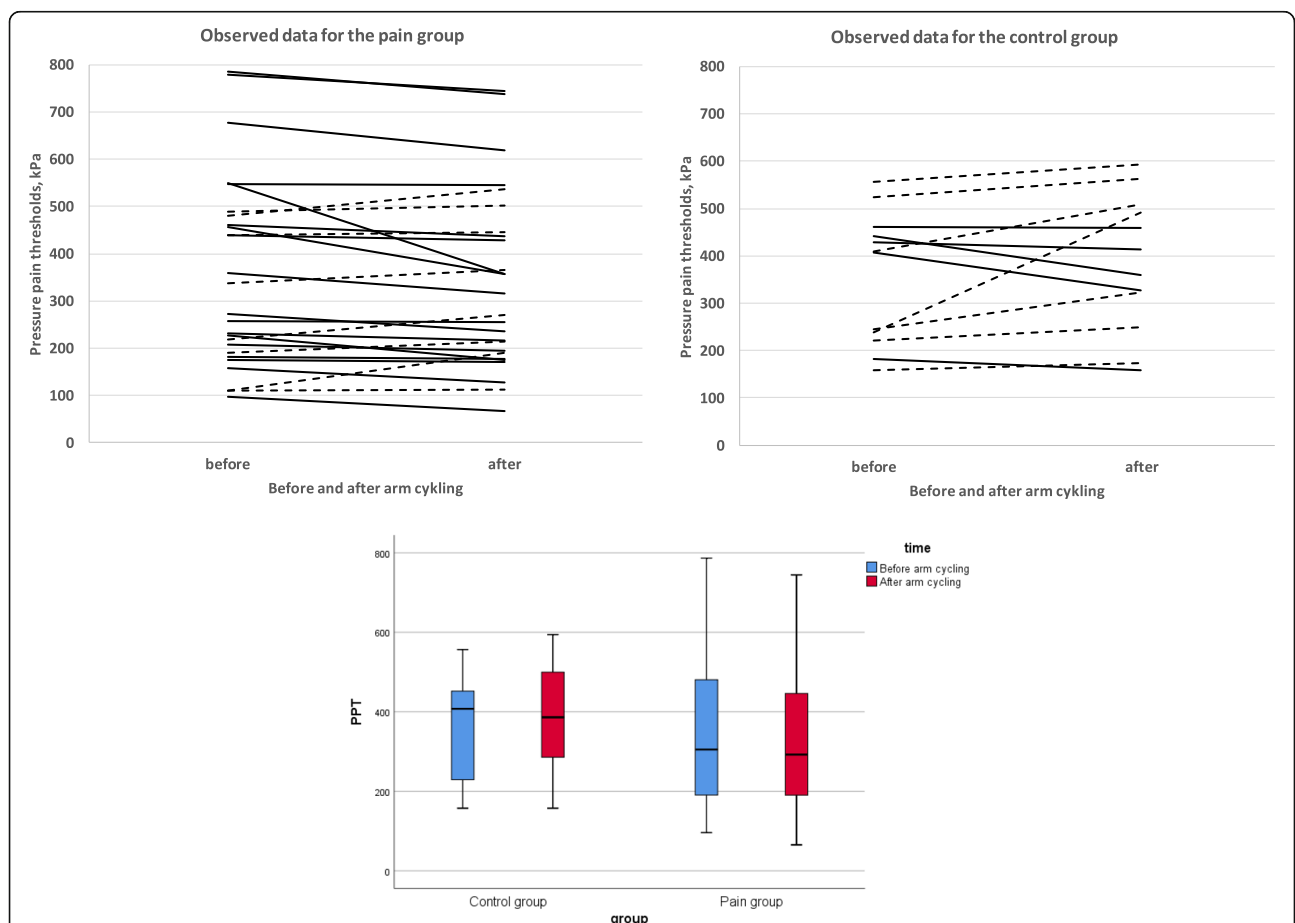 Observed data for the pain group
800
700
600
500
400
300
200
100
0
Pressure pain thresholds, kPa
before
after
Before and after arm cykling
Observed data for the control group
800
700
600
500
400
300
200
100
0
Pressure pain thresholds, kPa
before
after
Before and after arm cykling
800
600
400
200
0
PPT
Control group
Pain group
group
time
Before arm cycling
After arm cycling